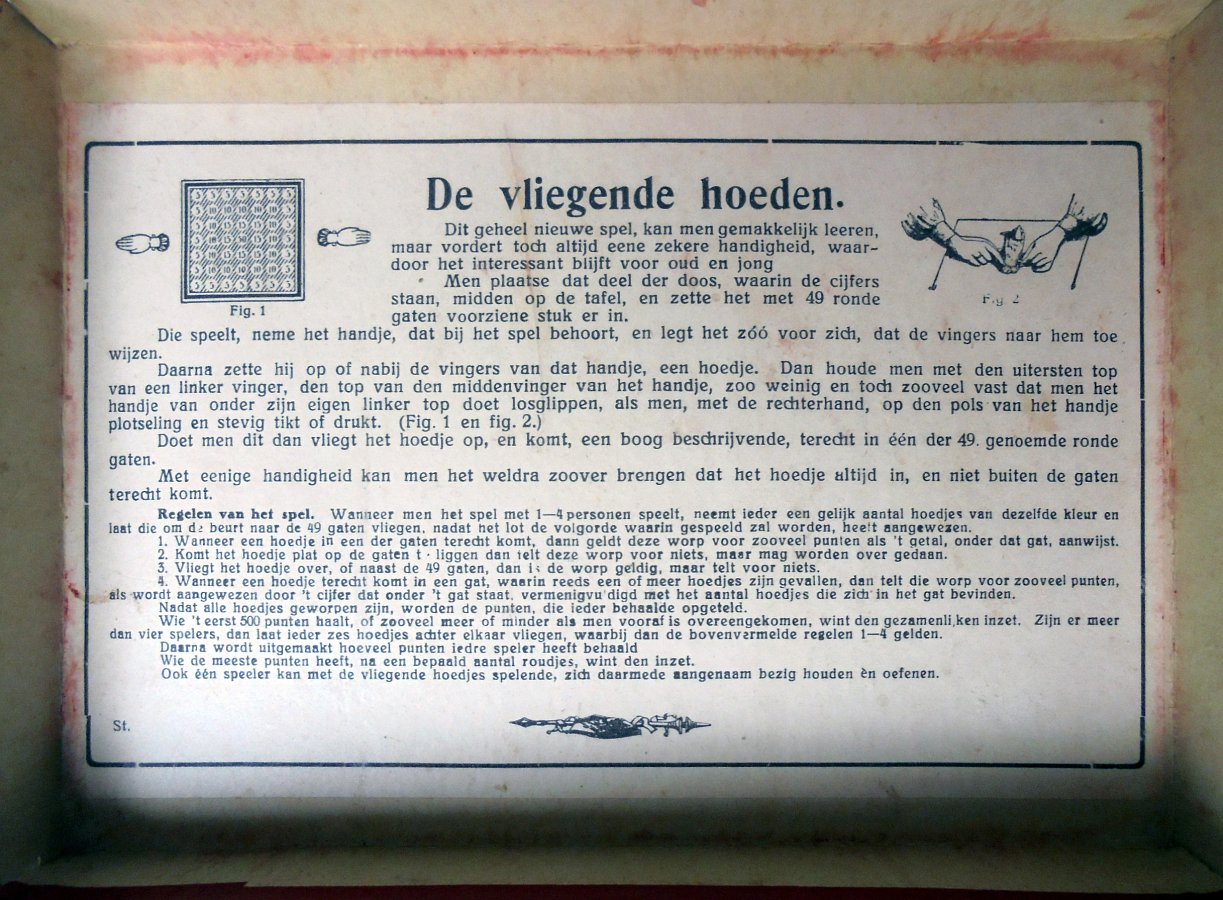 De vliegende hoeden.
Dit geheel nieuwe spel, kan men gemakkelijk leeren,
maar vordert toch altijd eene zekere handigheid, waar-
door het interessant blijft voor oud en jong
Men plaatse dat deel der doos, waarin de cijfers
staan, midden op de tafel, en zette het met 49 ronde
gaten voorziene stuk er in.
Fig. 1
Fig 2
Die speelt, neme het handje, dat bij het spel behoort, en legt het zóó voor zich, dat de vingers naar hem toe
wijzen.
Daarna zette hij op of nabij de vingers van dat handje, een hoedje. Dan houde men met den uitersten top
van een linker vinger, den top van den middenvinger van het handje, zoo weinig en toch zooveel vast dat men het
handje van onder zijn eigen linker top doet losglippen, als men, met de rechterhand, op den pols van het handje
plotseling en stevig tikt of drukt. (Fig. 1 en fig. 2.)
Doet men dit dan vliegt het hoedje op, en komt, een boog beschrijvende, terecht in één der 49. genoemde ronde
gaten.
Met eenige handigheid kan men het weldra zoover brengen dat het hoedje altijd in, en niet buiten de gaten
terecht komt.
Regelen van het spel. Wanneer men het spel met 1—4 personen speelt, neemt ieder een gelijk aantal hoedjes van dezelfde kleur en
laat die om de beurt naar de 49 gaten vliegen, nadat het lot de volgorde waarin gespeeld zal worden, heeft aangewezen.
1. Wanneer een hoedje in een der gaten terecht komt, dann geldt deze worp voor zooveel punten als 't getal, onder dat gat, aanwijst.
2. Komt het hoedje plat op de gaten t liggen dan telt deze worp voor niets, maar mag worden over gedaan.
3. Vliegt het hoedje over, of naast de 49 gaten, dan is de worp geldig, maar telt voor niets.
4. Wanneer een hoedje terecht komt in een gat, waarin reeds een of meer hoedjes zijn gevallen, dan telt die worp voor zooveel punten,
als wordt aangewezen door 't cijfer dat onder 't gat staat, vermenigvu digd met het aantal hoedjes die zich in het gat bevinden.
Nadat alle hoedjes geworpen zijn, worden de punten, die ieder behaalde opgeteld.
Wie 't eerst 500 punten haalt, of zooveel meer of minder als men vooraf is overeengekomen, wint den gezamenli,ken inzet. Zijn er meer
dan vier spelers, dan laat ieder zes hoedjes achter elkaar vliegen, waarbij dan de bovenvermelde regelen 1—4 gelden.
Daarna wordt uitgemaakt hoeveel punten iedre speler heeft behaald
Wie de meeste punten heeft, na een bepaald aantal roudjes, wint den inzet.
Ook één speeler kan met de vliegende hoedjes spelende, zich daarmede aangenaam bezig houden èn oefenen.
St.